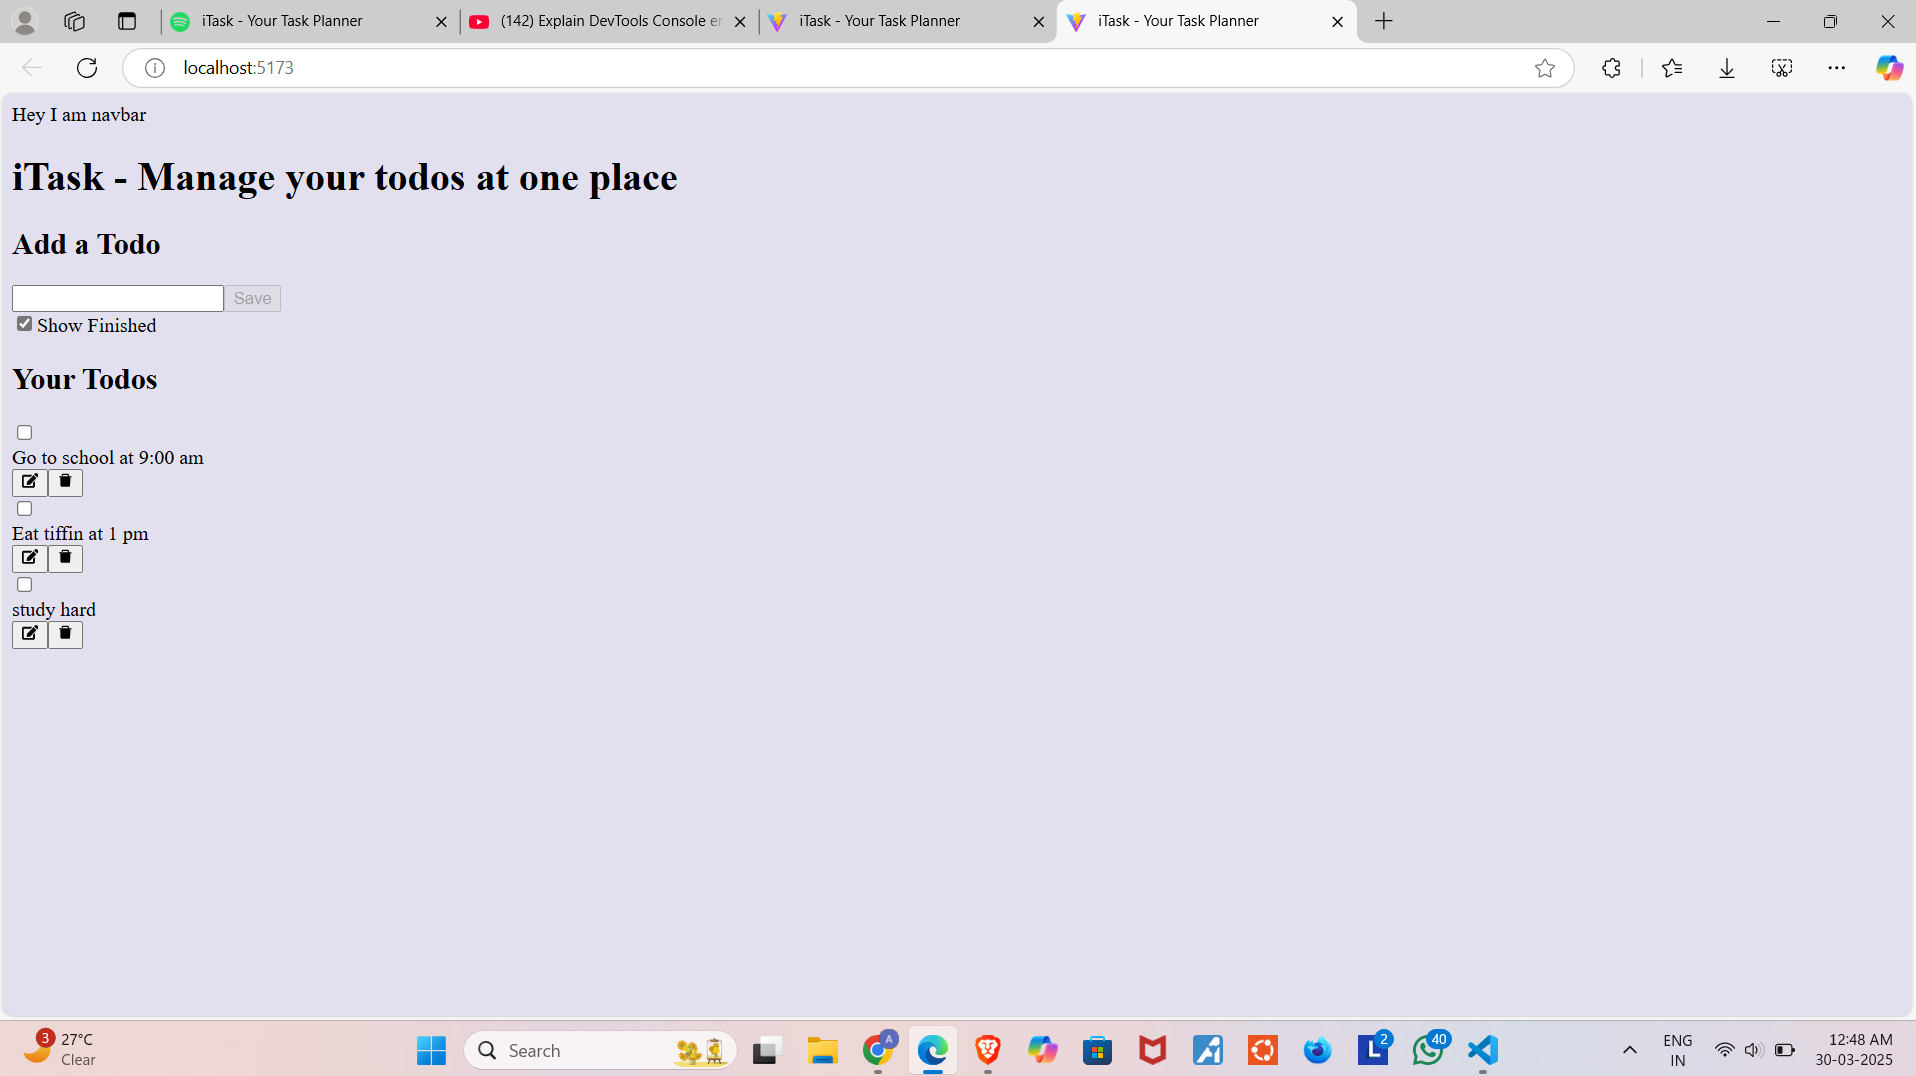 iTask - Your Task Planner
(142) Explain DevTools Console er
iTask - Your Task Planner
iTask - Your Task Planner
localhost:5173
Hey I am navbar
iTask - Manage your todos at one place
Add a Todo
Save
Show Finished
Your Todos
Go to school at 9:00 am
Eat tiffin at 1 pm
study hard
3
27°C
Clear
Search
A
L
2
40
ENG
IN
12:48 AM
30-03-2025